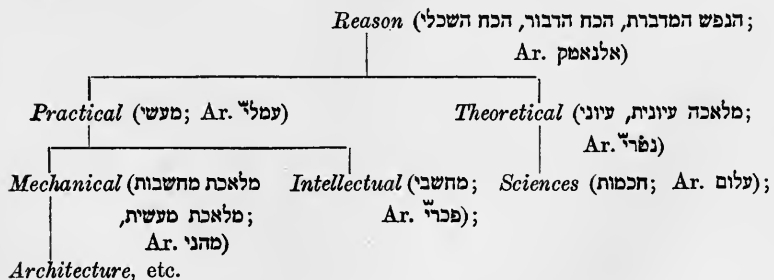 Reason (הנפש המדברת, הכח הדבור, הכח השכלי;
Ar. אלנאטק)
Practical (מעשי; Ar. עמליّ)
Theoretical (מלאכה עיונית, עיוני;
Ar. נטׄריّ)
Mechanical (מלאכת מחשבות
מלאכת מעשית,;
Ar. מהני)
Intellectual (מחשבי;
Ar. פכריّ);
Sciences (חכמות; Ar. עלום);
Architecture, etc.